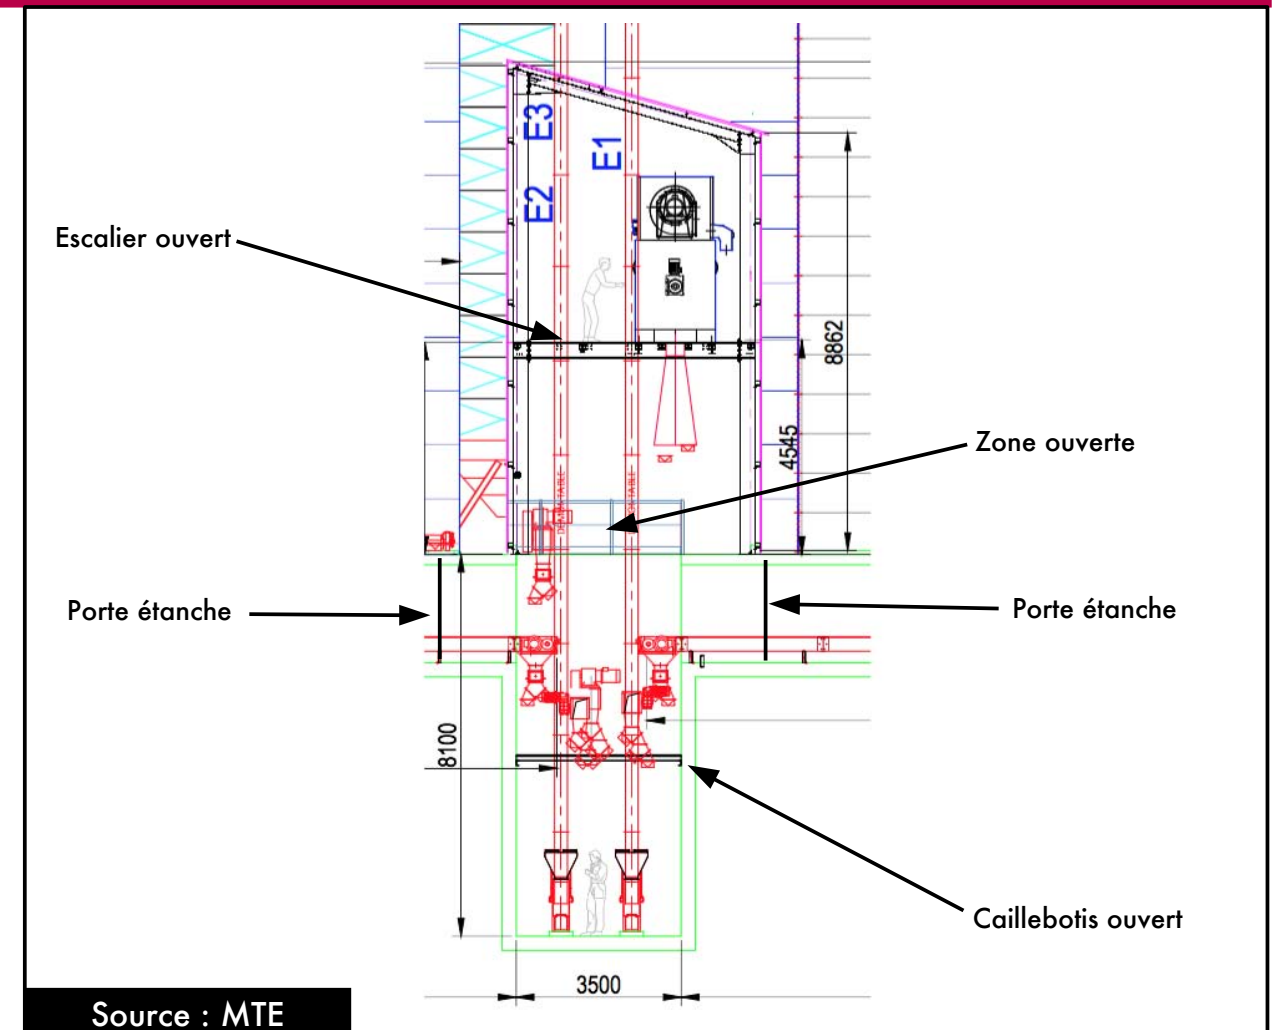 E3
E1
E2
Escalier ouvert
8862
4545
Zone ouverte
Porte étanche
Porte étanche
8100
Caillebotis ouvert
3500
Source : MTE